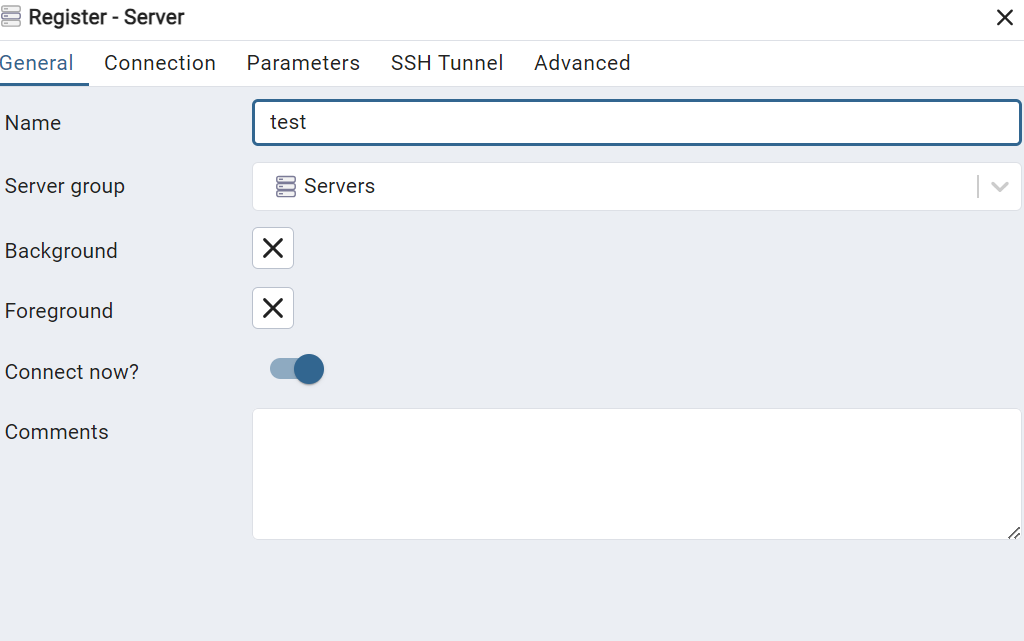 Register - Server
General Connection Parameters SSH Tunnel Advanced
Name test
Server group Servers
Background
Foreground
Connect now?
Comments